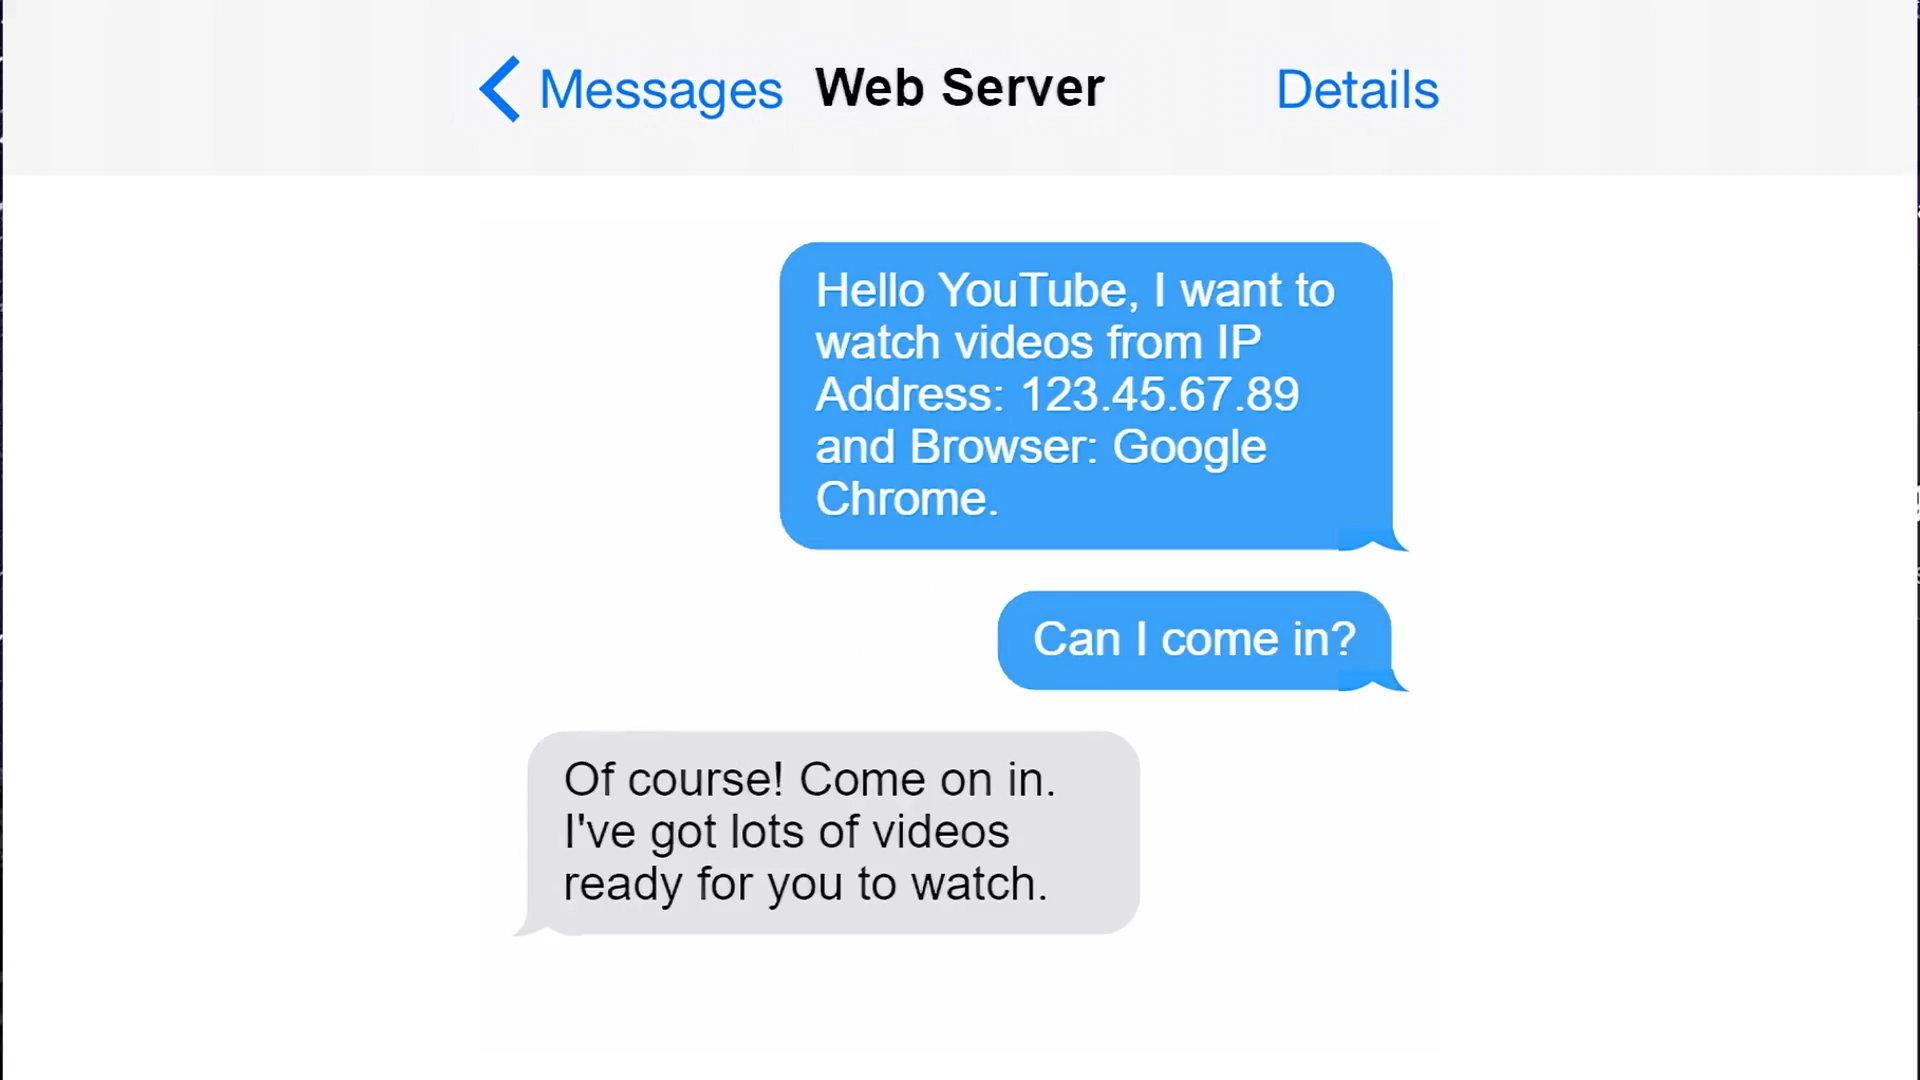 Messages Web Server Details
Hello YouTube, I want to
watch videos from IP
Address: 123.45.67.89
and Browser: Google
Chrome.
Can I come in?
Of course! Come on in.
I've got lots of videos
ready for you to watch.